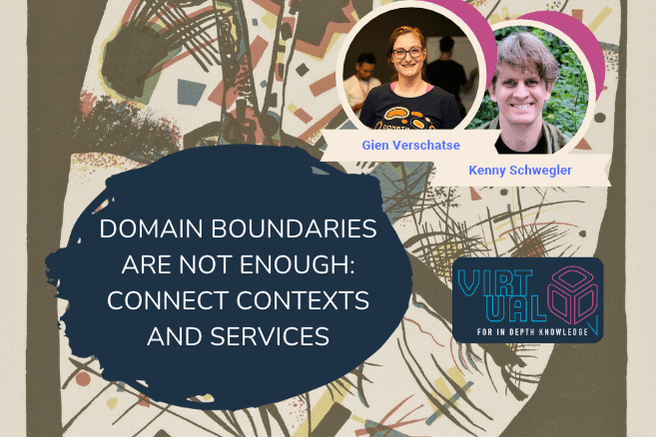 Gien Verschatse
Kenny Schwegler
DOMAIN BOUNDARIES
ARE NOT ENOUGH:
CONNECT CONTEXTS
AND SERVICES
VIRT
UAL
FOR IN DEPTH KNOWLEDGE